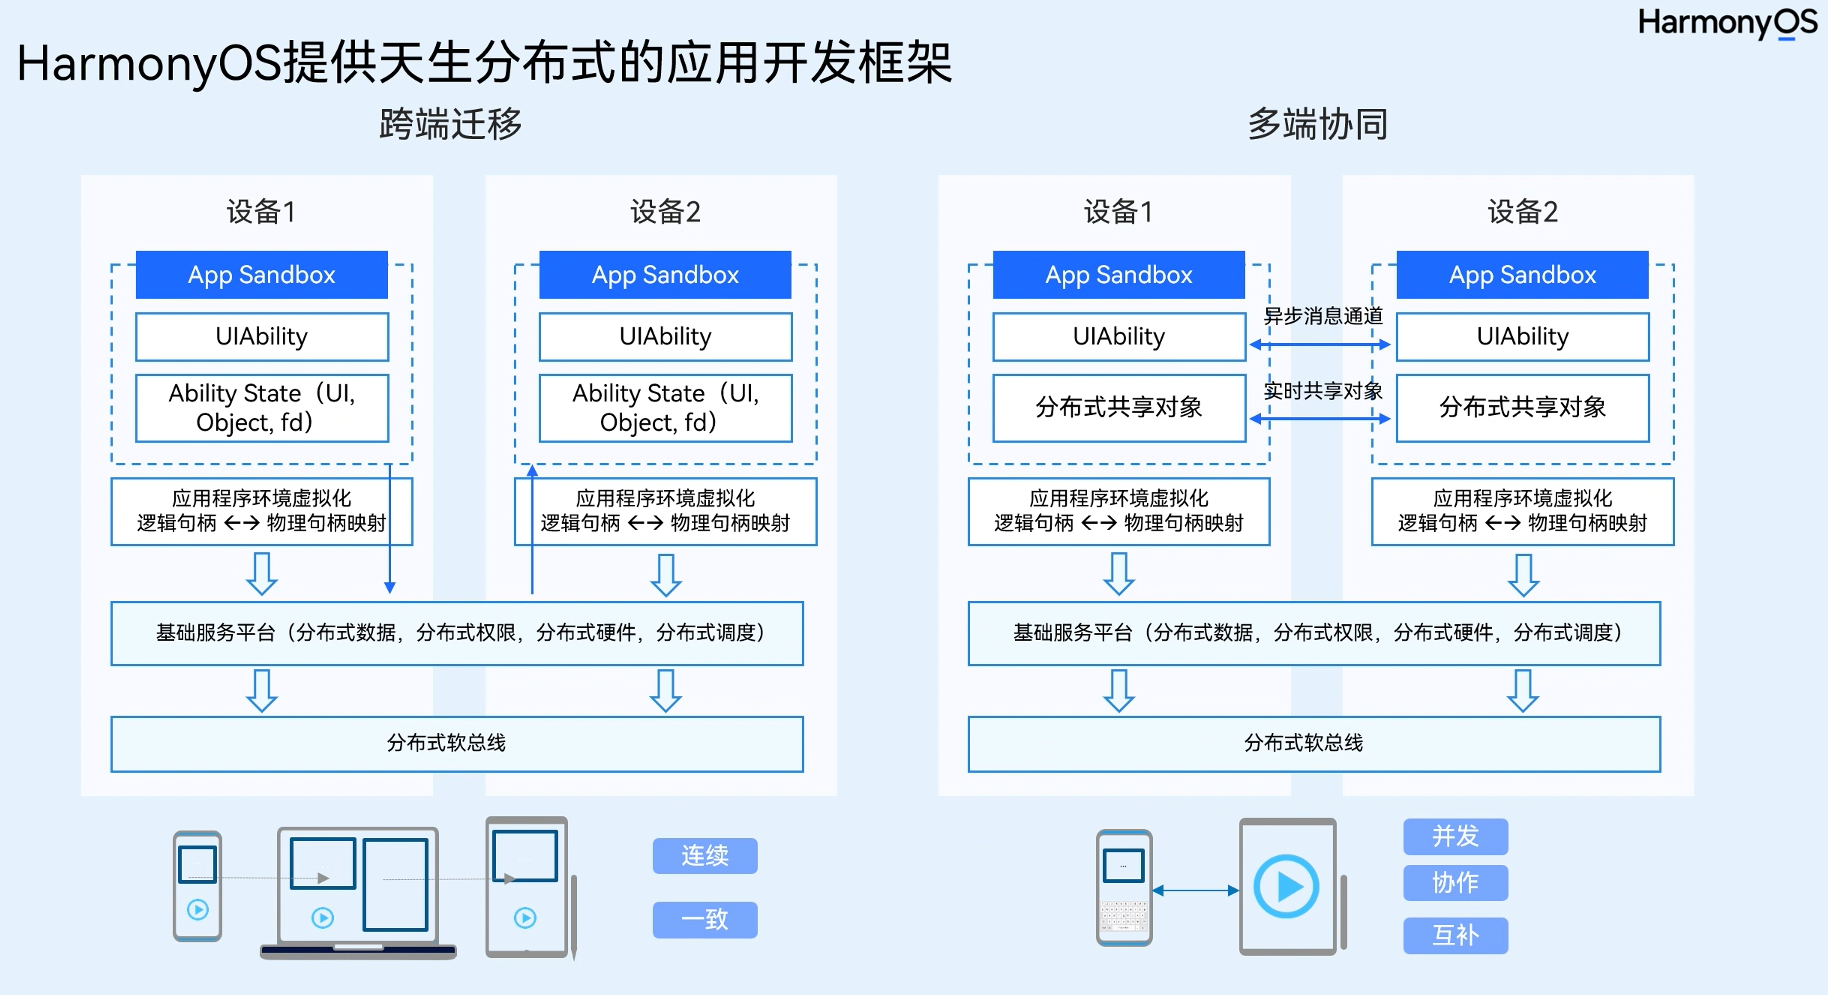 HarmonyOS
HarmonyOS提供天生分布式的应用开发框架
跨端迁移
设备1
App Sandbox
UIAbility
Ability State（UI,
Object, fd）
应用程序环境虚拟化
逻辑句柄 <-> 物理句柄映射
设备2
App Sandbox
UIAbility
Ability State（UI,
Object, fd）
应用程序环境虚拟化
逻辑句柄 <-> 物理句柄映射
基础服务平台（分布式数据，分布式权限，分布式硬件，分布式调度）
分布式软总线
连续
一致
多端协同
设备1
App Sandbox
UIAbility
分布式共享对象
应用程序环境虚拟化
逻辑句柄 <-> 物理句柄映射
异步消息通道
实时共享对象
设备2
App Sandbox
UIAbility
分布式共享对象
应用程序环境虚拟化
逻辑句柄 <-> 物理句柄映射
基础服务平台（分布式数据，分布式权限，分布式硬件，分布式调度）
分布式软总线
...
并发
协作
互补